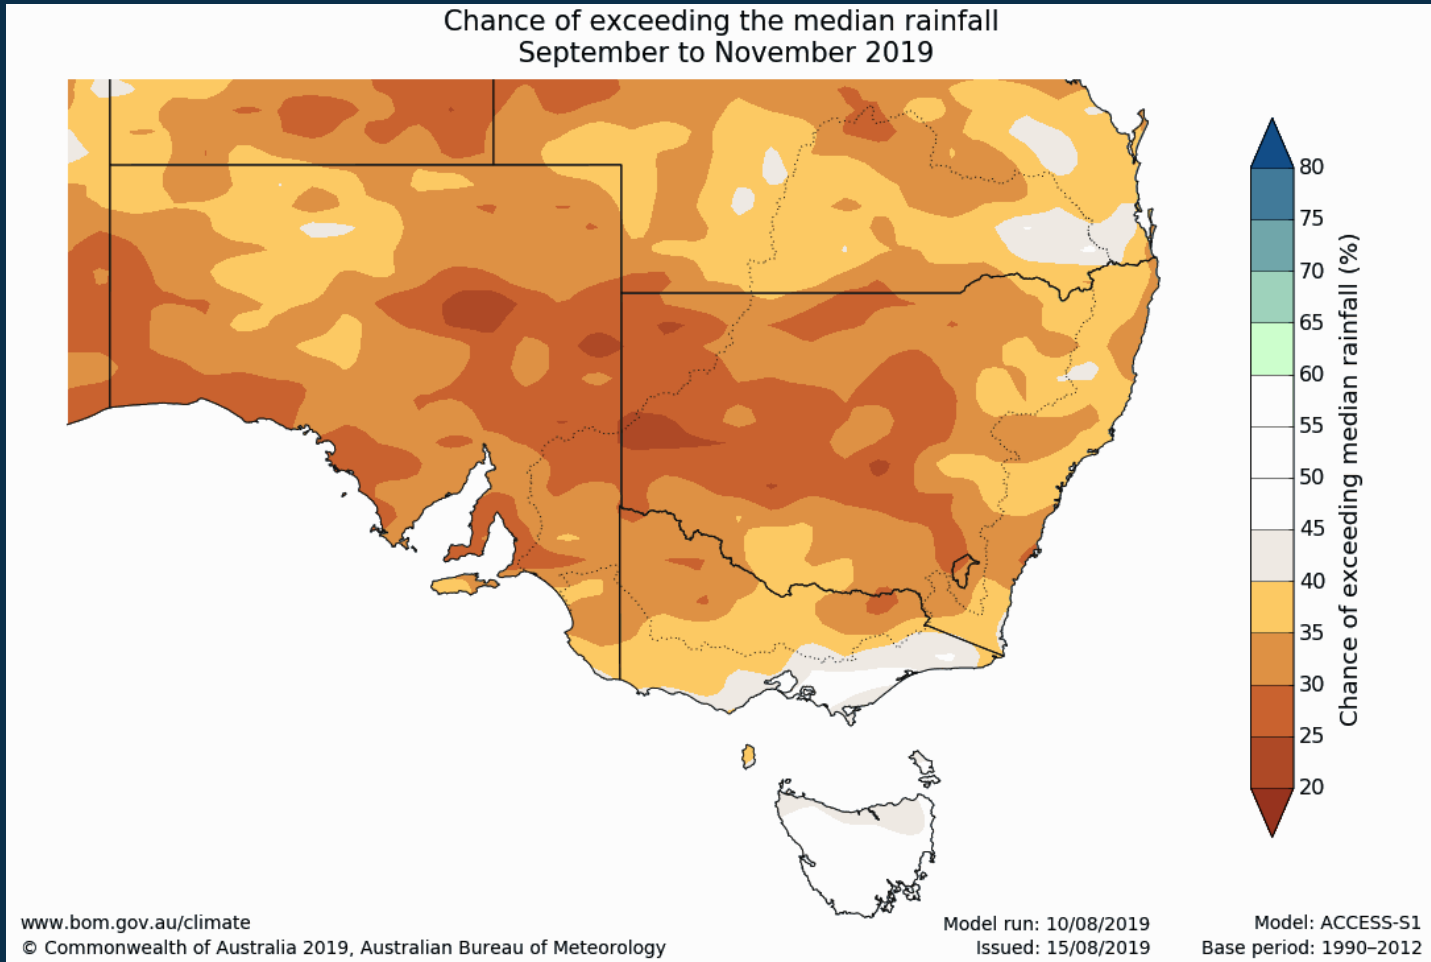 Chance of exceeding the median rainfall
September to November 2019
80
75
70
65
60
55
50
45
40
35
30
25
20
Chance of exceeding median rainfall (%)
www.bom.gov.au/climate
© Commonwealth of Australia 2019, Australian Bureau of Meteorology
Model run: 10/08/2019
Issued: 15/08/2019
Model: ACCESS-S1
Base period: 1990–2012